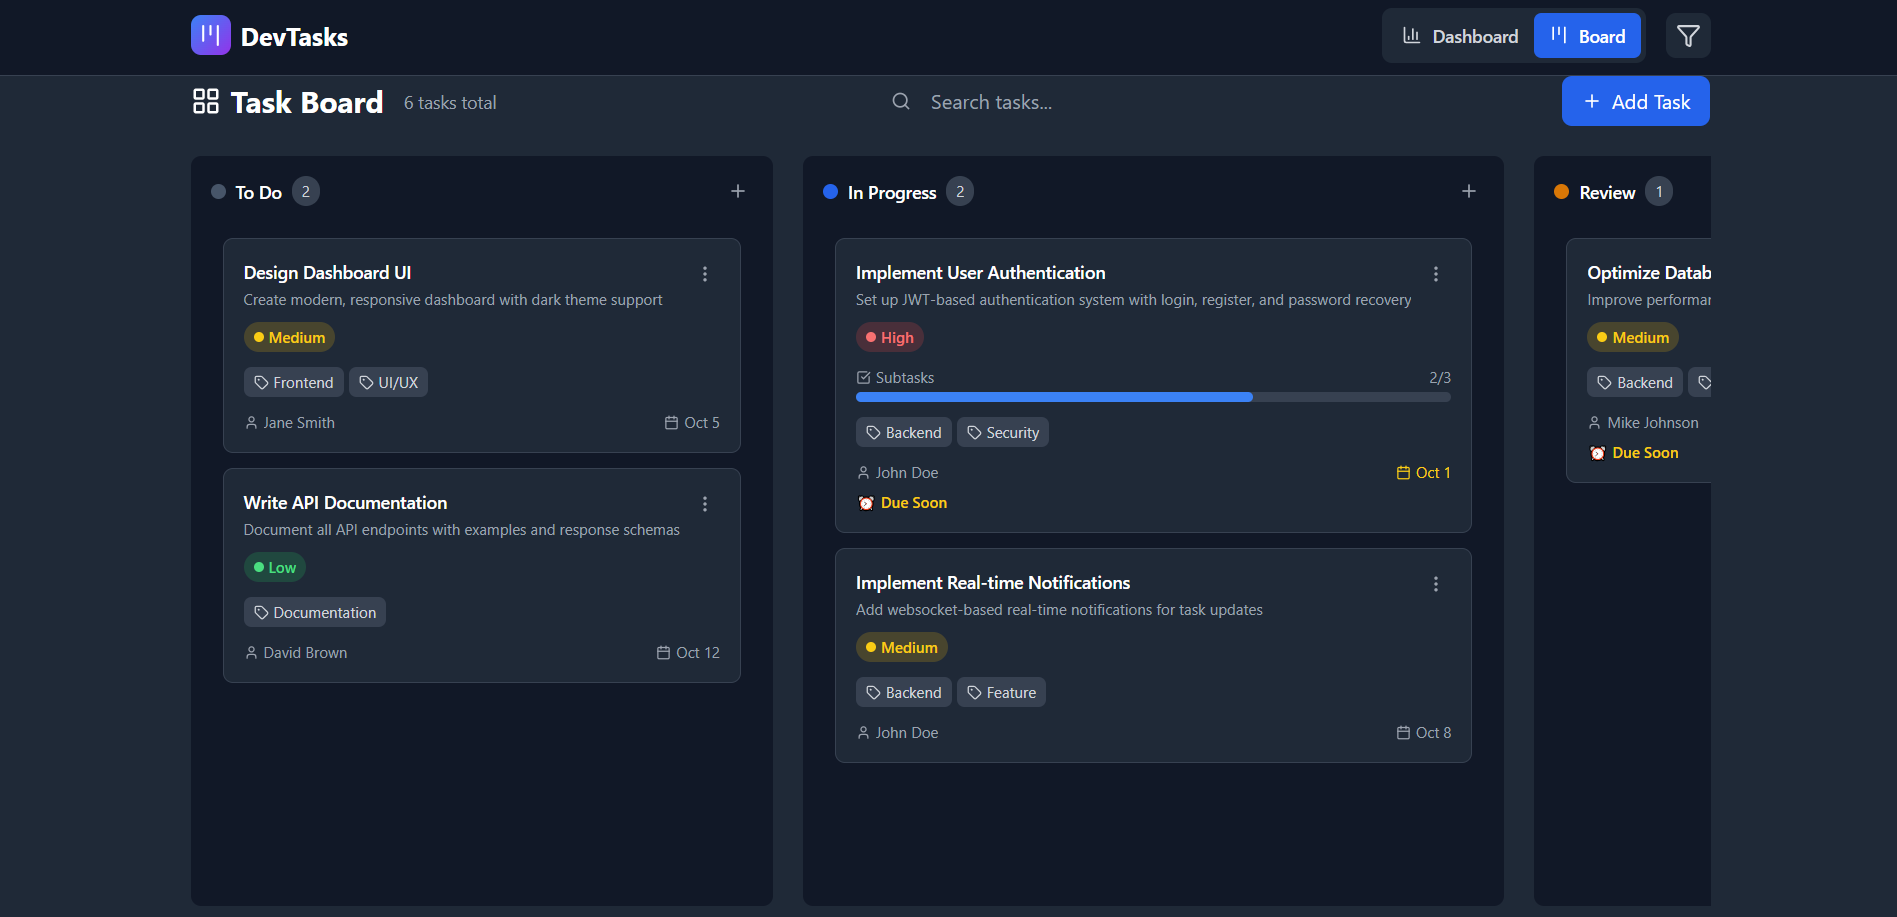 DevTasks
Dashboard
Board
Task Board
6 tasks total
Search tasks...
+ Add Task
To Do 2
Design Dashboard UI
Create modern, responsive dashboard with dark theme support
Medium
Frontend
UI/UX
Jane Smith
Oct 5
Write API Documentation
Document all API endpoints with examples and response schemas
Low
Documentation
David Brown
Oct 12
In Progress 2
Implement User Authentication
Set up JWT-based authentication system with login, register, and password recovery
High
Subtasks
2/3
Backend
Security
John Doe
Oct 1
Due Soon
Implement Real-time Notifications
Add websocket-based real-time notifications for task updates
Medium
Backend
Feature
John Doe
Oct 8
Review 1
Optimize Datab
Improve performan
Medium
Backend
Mike Johnson
Due Soon